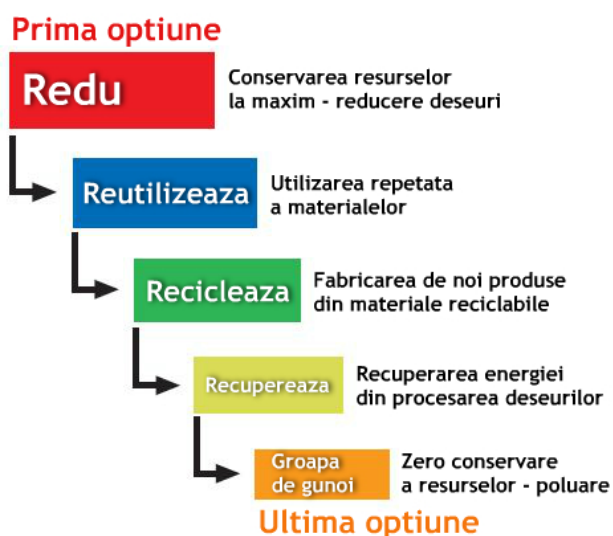 Prima optiune
Redu
Conservarea resurselor
la maxim - reducere deseuri
Reutilizeaza
Utilizarea repetata
a materialelor
Recicleaza
Fabricarea de noi produse
din materiale reciclabile
Recupereaza
Recuperarea energiei
din procesarea deseurilor
Groapa
de gunoi
Zero conservare
a resurselor - poluare
Ultima optiune